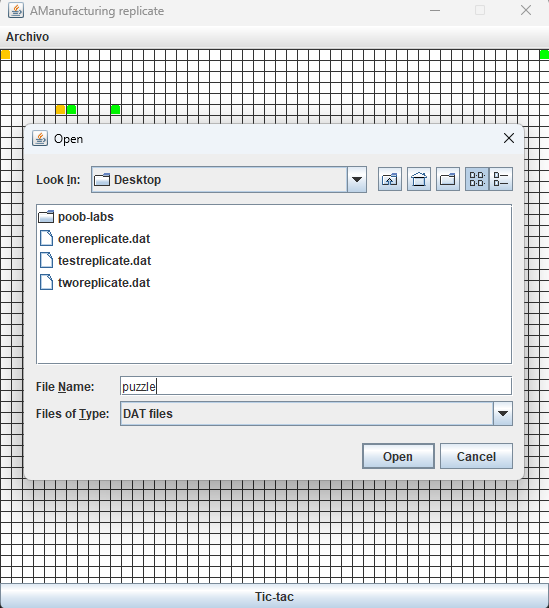 AManufacturing replicate
Archivo
Open
Look In: Desktop
poob-labs
onereplicate.dat
testreplicate.dat
tworeplicate.dat
File Name: puzzle
Files of Type: DAT files
Open Cancel
Tic-tac